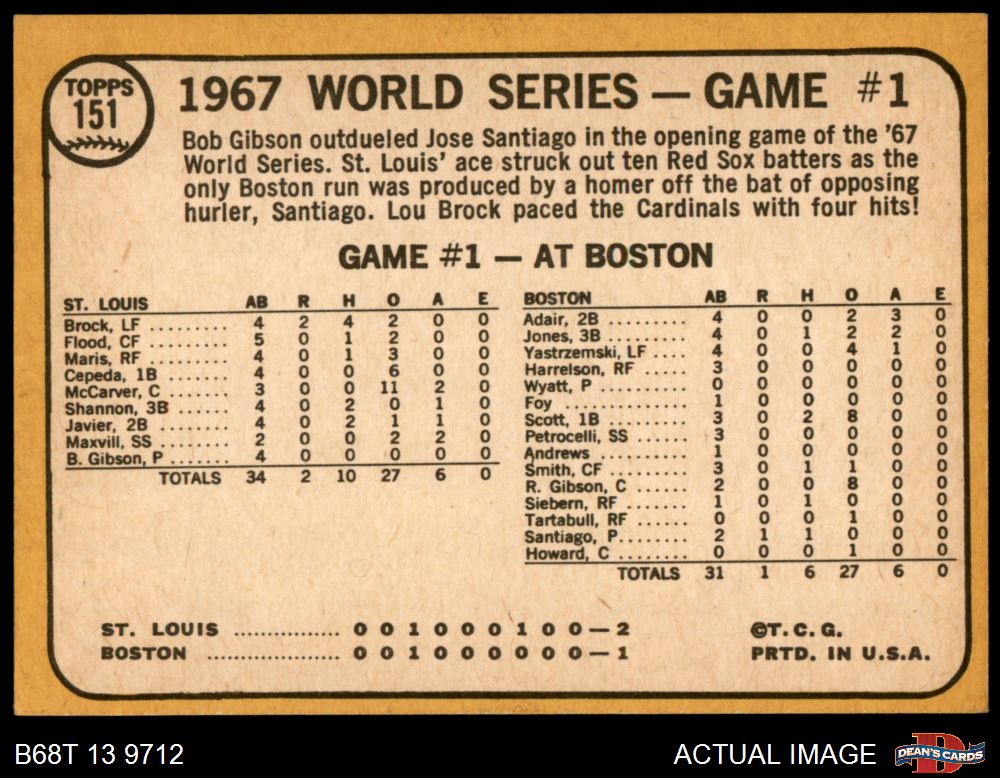 TOPPS
151
1967 WORLD SERIES — GAME #1
Bob Gibson outdueled Jose Santiago in the opening game of the '67
World Series. St. Louis' ace struck out ten Red Sox batters as the
only Boston run was produced by a homer off the bat of opposing
hurler, Santiago. Lou Brock paced the Cardinals with four hits!
GAME #1 — AT BOSTON
ST. LOUIS AB R H O A E
Brock, LF ......... 4 2 4 2 0 0
Flood, CF ......... 5 0 1 2 0 0
Maris, RF ......... 4 0 1 3 0 0
Cepeda, 1B ....... 4 0 0 6 0 0
McCarver, C ...... 3 0 0 11 2 0
Shannon, 3B ...... 4 0 2 0 1 0
Javier, 2B ........ 4 0 2 1 1 0
Maxvill, SS ........ 2 0 0 2 2 0
B. Gibson, P ...... 4 0 0 0 0 0
TOTALS 34 2 10 27 6 0
BOSTON AB R H O A E
Adair, 2B ......... 4 0 0 2 3 0
Jones, 3B ......... 4 0 1 2 2 0
Yastrzemski, LF .... 4 0 0 4 1 0
Harrelson, RF ..... 3 0 0 0 0 0
Wyatt, P .......... 0 0 0 0 0 0
Foy .............. 1 0 0 0 0 0
Scott, 1B ......... 3 0 2 8 0 0
Petrocelli, SS ...... 3 0 0 0 0 0
Andrews .......... 1 0 0 0 0 0
Smith, CF ......... 3 0 1 1 0 0
R. Gibson, C ...... 2 0 0 8 0 0
Siebern, RF ....... 1 0 1 0 0 0
Tartabull, RF ...... 0 0 0 1 0 0
Santiago, P........ 2 1 1 0 0 0
Howard, C ........ 0 0 0 1 0 0
TOTALS 31 1 6 27 6 0
ST. LOUIS ................ 0 0 1 0 0 0 1 0 0 — 2
BOSTON ................... 0 0 1 0 0 0 0 0 0 — 1
©T. C. G.
PRTD. IN U.S.A.
B68T 13 9712
ACTUAL IMAGE
D
DEAN'S CARDS